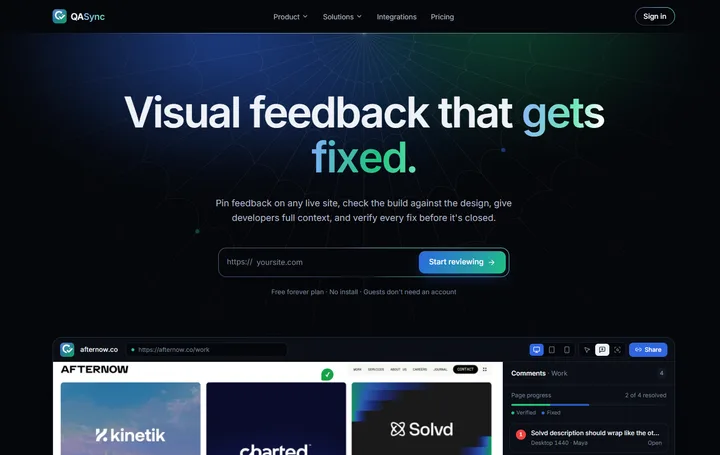 QASync
Product
Solutions
Integrations
Pricing
Sign in
Visual feedback that gets
fixed.
Pin feedback on any live site, check the build against the design, give
developers full context, and verify every fix before it's closed.
https:// yoursite.com
Start reviewing →
Free forever plan · No install · Guests don't need an account
afternow.co
https://afternow.co/work
Share
AFTERNOW
WORK SERVICES ABOUT US CAREERS JOURNAL CONTACT
kinetik
charted
Solvd
Comments · Work
4
Page progress
2 of 4 resolved
Verified
Fixed
1
Solvd description should wrap like the ot...
Desktop 1440 · Maya
Open